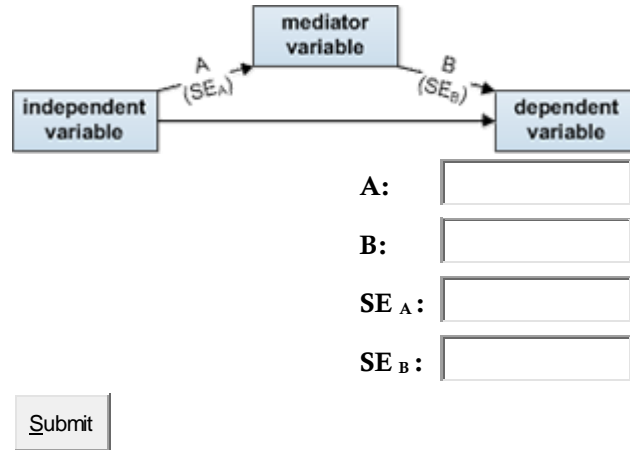 mediator
variable
A
(SEA)
B
(SEB)
independent
variable
dependent
variable
A:
B:
SE A :
SE B :
Submit